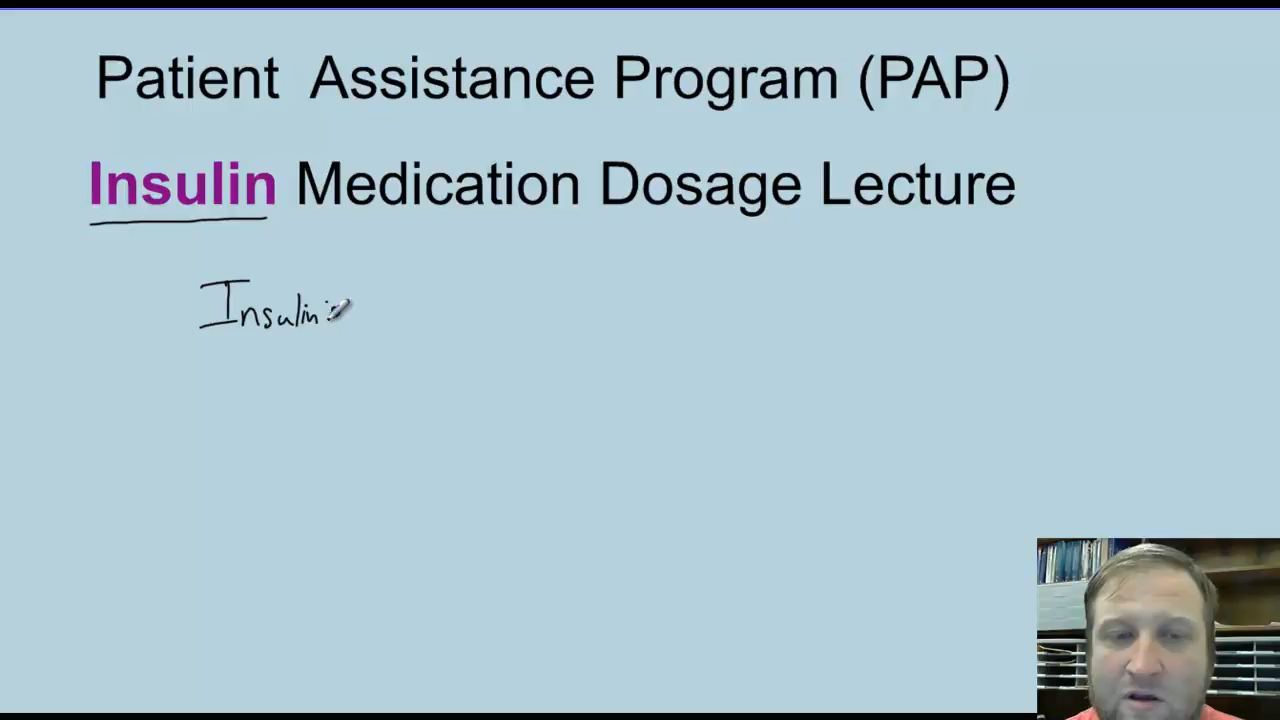 Patient Assistance Program (PAP)
Insulin Medication Dosage Lecture
Insulin: